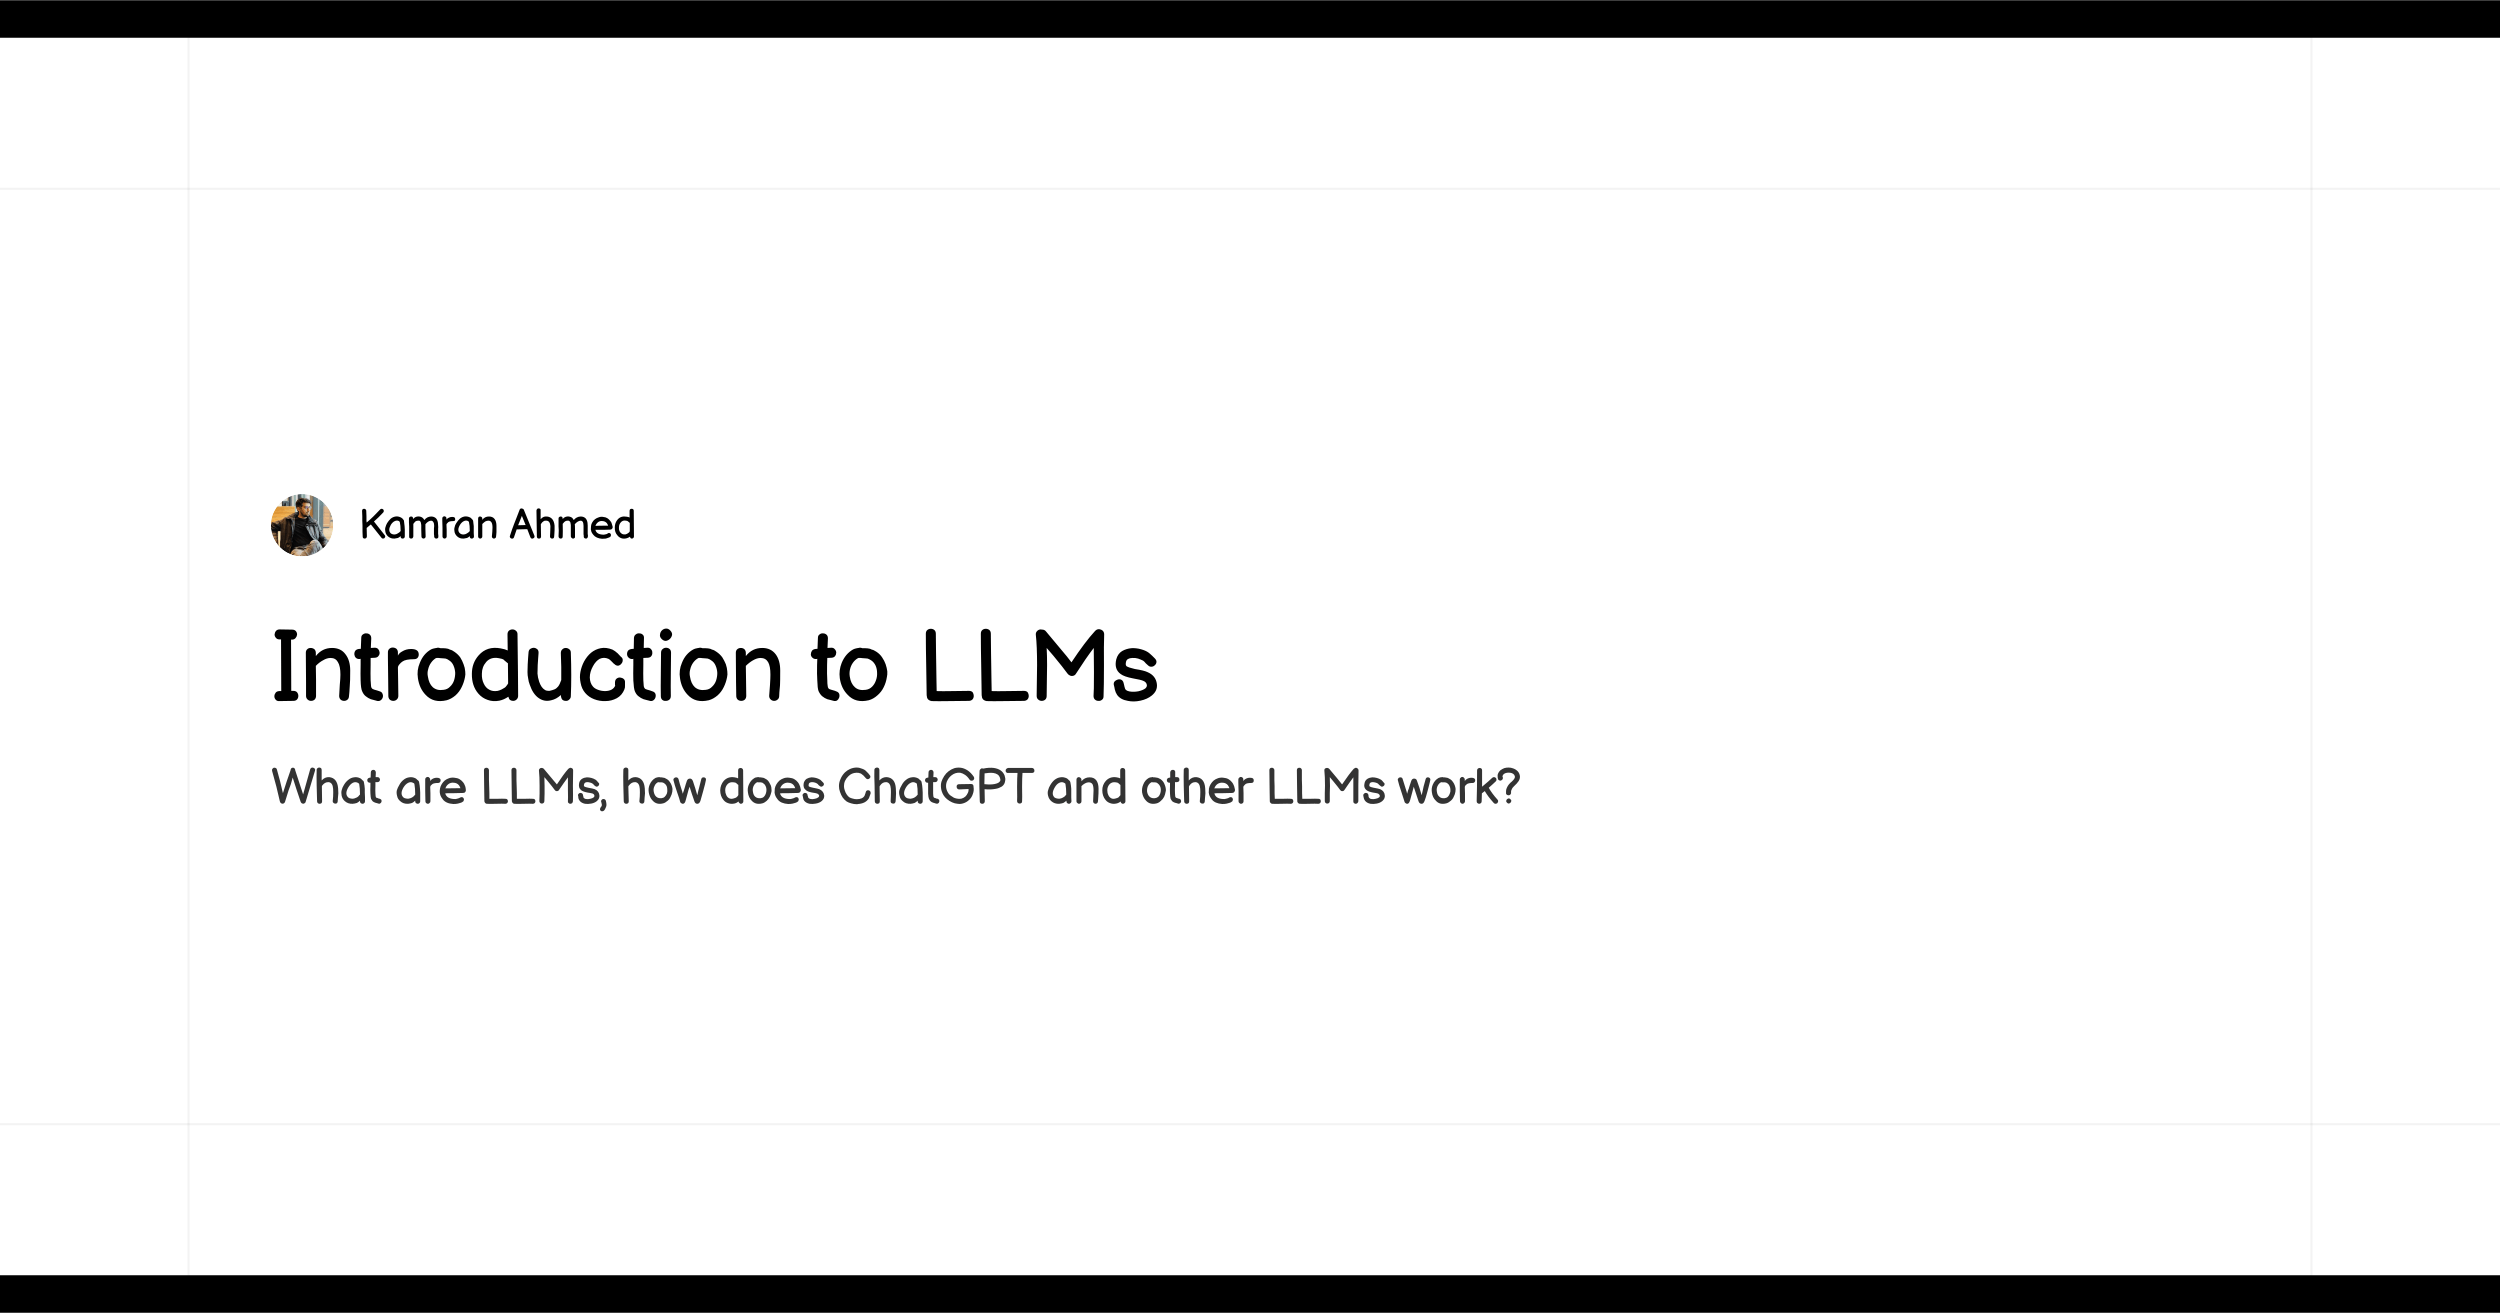 Kamran Ahmed
Introduction to LLMs
What are LLMs, how does ChatGPT and other LLMs work?